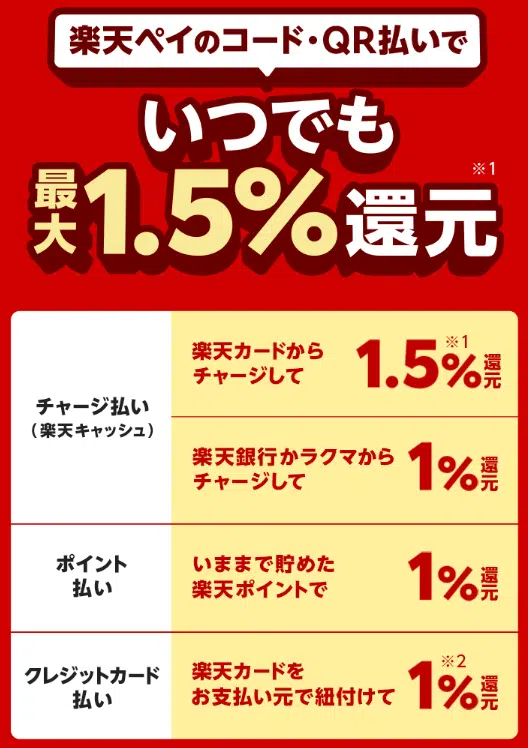 楽天ペイのコード・QR払いで
いつでも
最大1.5%還元※1
チャージ払い
（楽天キャッシュ）
楽天カードから
チャージして
1.5%還元※1
楽天銀行かラクマから
チャージして
1%還元
ポイント
払い
いままで貯めた
楽天ポイントで
1%還元
クレジットカード
払い
楽天カードを
お支払い元で紐付けて
1%還元※2